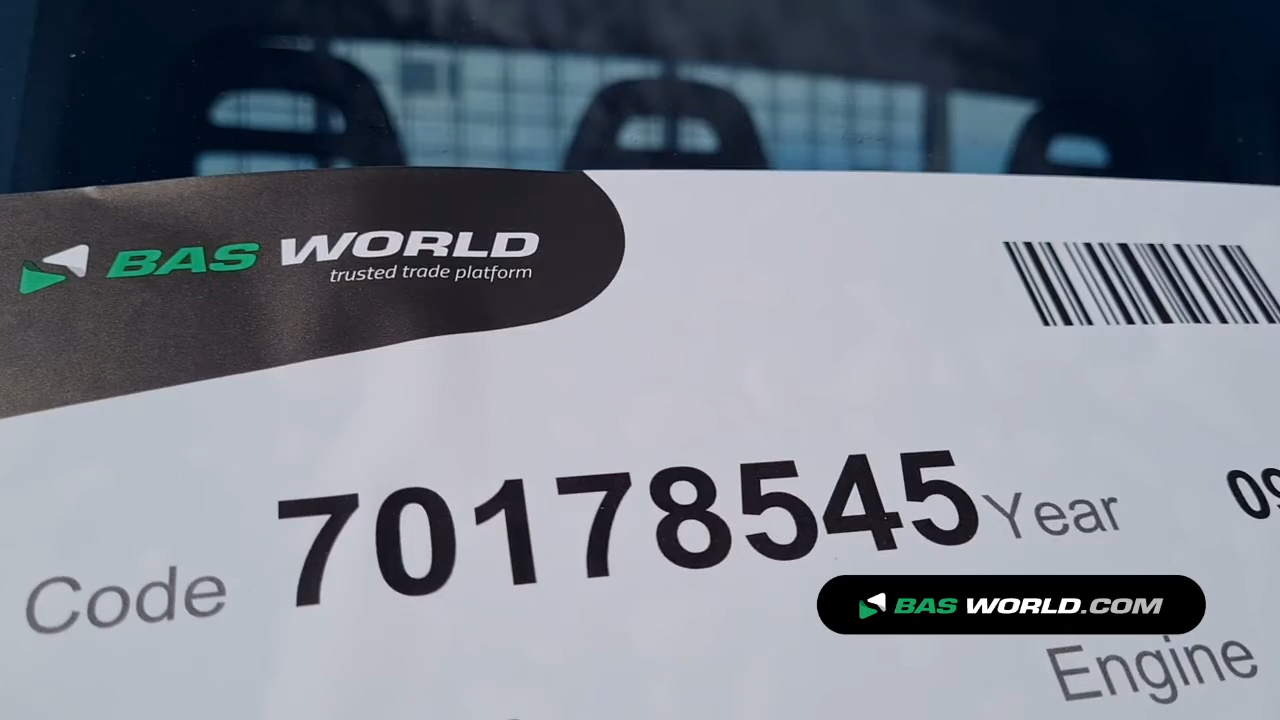 BAS WORLD
trusted trade platform
Code 70178545 Year
BAS WORLD.COM
Engine